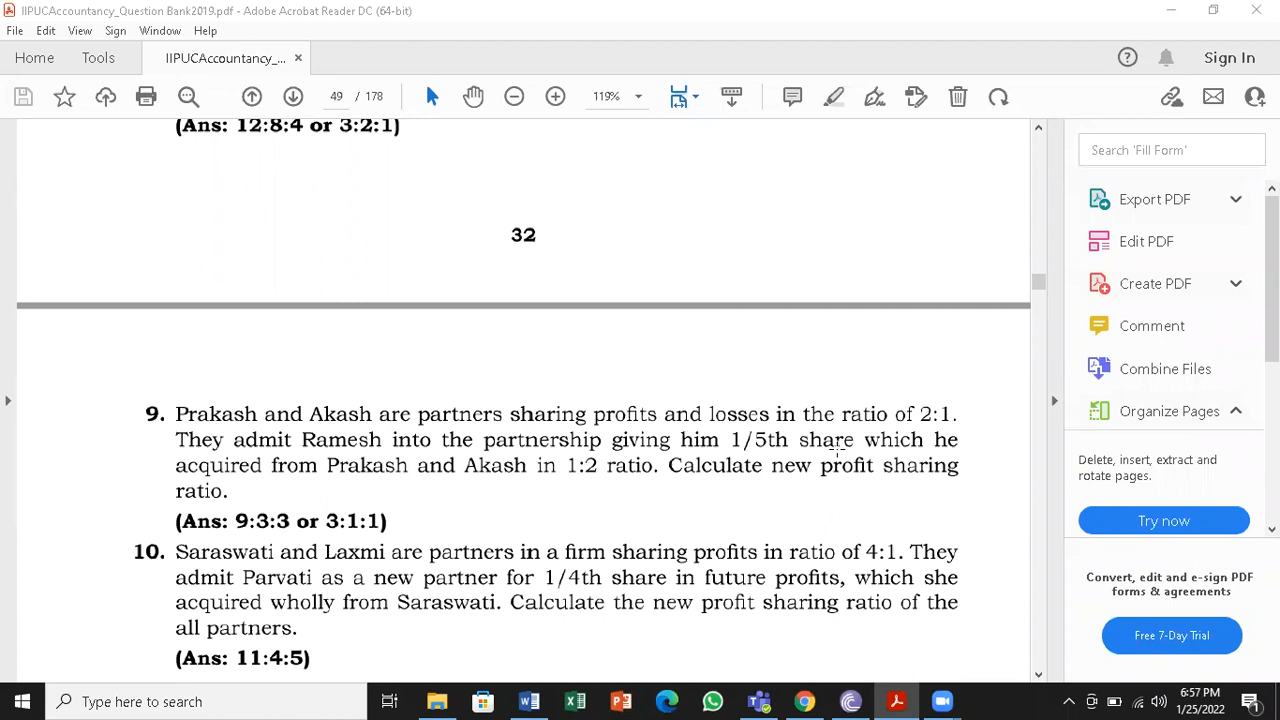 IIPUCAccountancy_Question Bank2019.pdf - Adobe Acrobat Reader DC (64-bit)
File Edit View Sign Window Help
Home Tools IIPUCAccountancy_... × Sign In
49 / 178 119%
(Ans: 12:8:4 or 3:2:1)
32
9. Prakash and Akash are partners sharing profits and losses in the ratio of 2:1.
They admit Ramesh into the partnership giving him 1/5th share which he
acquired from Prakash and Akash in 1:2 ratio. Calculate new profit sharing
ratio.
(Ans: 9:3:3 or 3:1:1)
10. Saraswati and Laxmi are partners in a firm sharing profits in ratio of 4:1. They
admit Parvati as a new partner for 1/4th share in future profits, which she
acquired wholly from Saraswati. Calculate the new profit sharing ratio of the
all partners.
(Ans: 11:4:5)
Search 'Fill Form'
Export PDF
Edit PDF
Create PDF
Comment
Combine Files
Organize Pages
Delete, insert, extract and
rotate pages.
Try now
Convert, edit and e-sign PDF
forms & agreements
Free 7-Day Trial
Type here to search
6:57 PM
1/25/2022